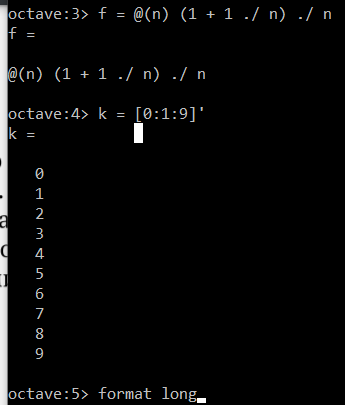 octave:3> f = @(n) (1 + 1 ./ n) ./ n
f =
@(n) (1 + 1 ./ n) ./ n
octave:4> k = [0:1:9]'
k =
0
1
2
3
4
5
6
7
8
9
octave:5> format long